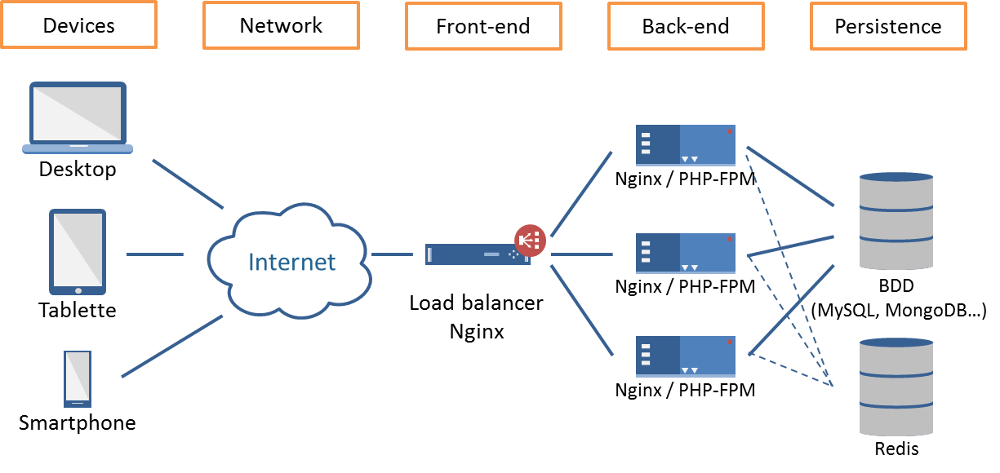 Devices
Network
Front-end
Back-end
Persistence
Desktop
Tablette
Smartphone
Internet
Load balancer
Nginx
Nginx / PHP-FPM
Nginx / PHP-FPM
Nginx / PHP-FPM
BDD
(MySQL, MongoDB...)
Redis